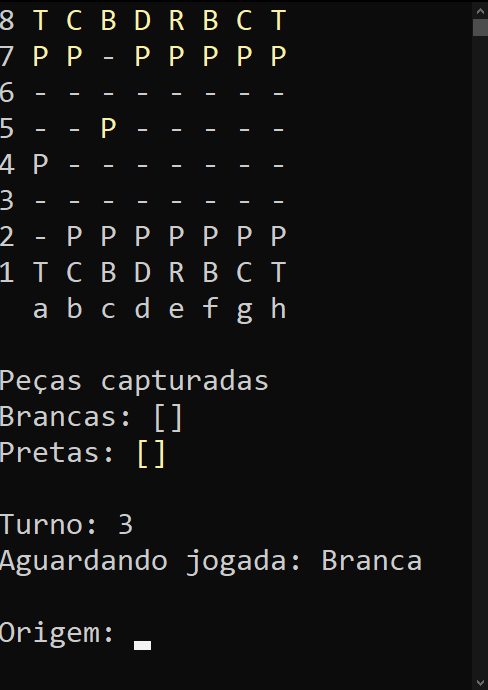 8 T C B D R B C T
7 P P - P P P P P
6 - - - - - - - -
5 - - P - - - - -
4 P - - - - - - -
3 - - - - - - - -
2 - P P P P P P P
1 T C B D R B C T
  a b c d e f g h
Peças capturadas
Brancas: []
Pretas: []
Turno: 3
Aguardando jogada: Branca
Origem: